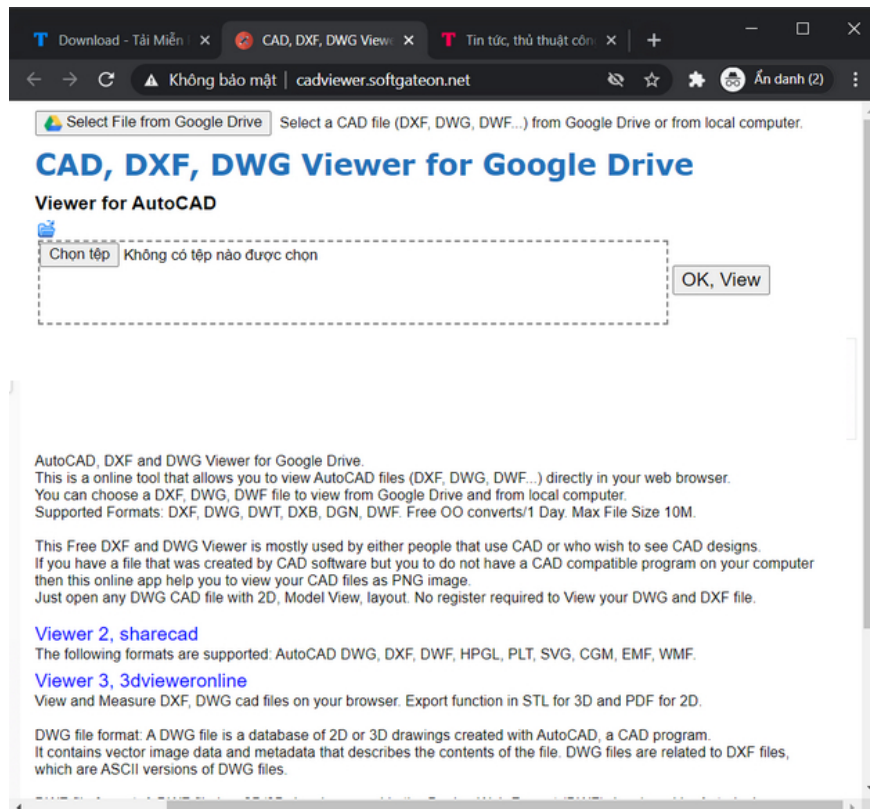 Download - Tải Miễn
CAD, DXF, DWG View
Tin tức, thủ thuật côn
Không bảo mật | cadviewer.softgateon.net
Ẩn danh (2)
Select File from Google Drive Select a CAD file (DXF, DWG, DWF...) from Google Drive or from local computer.
CAD, DXF, DWG Viewer for Google Drive
Viewer for AutoCAD
Chọn tệp Không có tệp nào được chọn
OK, View
AutoCAD, DXF and DWG Viewer for Google Drive.
This is a online tool that allows you to view AutoCAD files (DXF, DWG, DWF...) directly in your web browser.
You can choose a DXF, DWG, DWF file to view from Google Drive and from local computer.
Supported Formats: DXF, DWG, DWT, DXB, DGN, DWF. Free OO converts/1 Day. Max File Size 10M.
This Free DXF and DWG Viewer is mostly used by either people that use CAD or who wish to see CAD designs.
If you have a file that was created by CAD software but you to do not have a CAD compatible program on your computer
then this online app help you to view your CAD files as PNG image.
Just open any DWG CAD file with 2D, Model View, layout. No register required to View your DWG and DXF file.
Viewer 2, sharecad
The following formats are supported: AutoCAD DWG, DXF, DWF, HPGL, PLT, SVG, CGM, EMF, WMF.
Viewer 3, 3dvieweronline
View and Measure DXF, DWG cad files on your browser. Export function in STL for 3D and PDF for 2D.
DWG file format: A DWG file is a database of 2D or 3D drawings created with AutoCAD, a CAD program.
It contains vector image data and metadata that describes the contents of the file. DWG files are related to DXF files,
which are ASCII versions of DWG files.